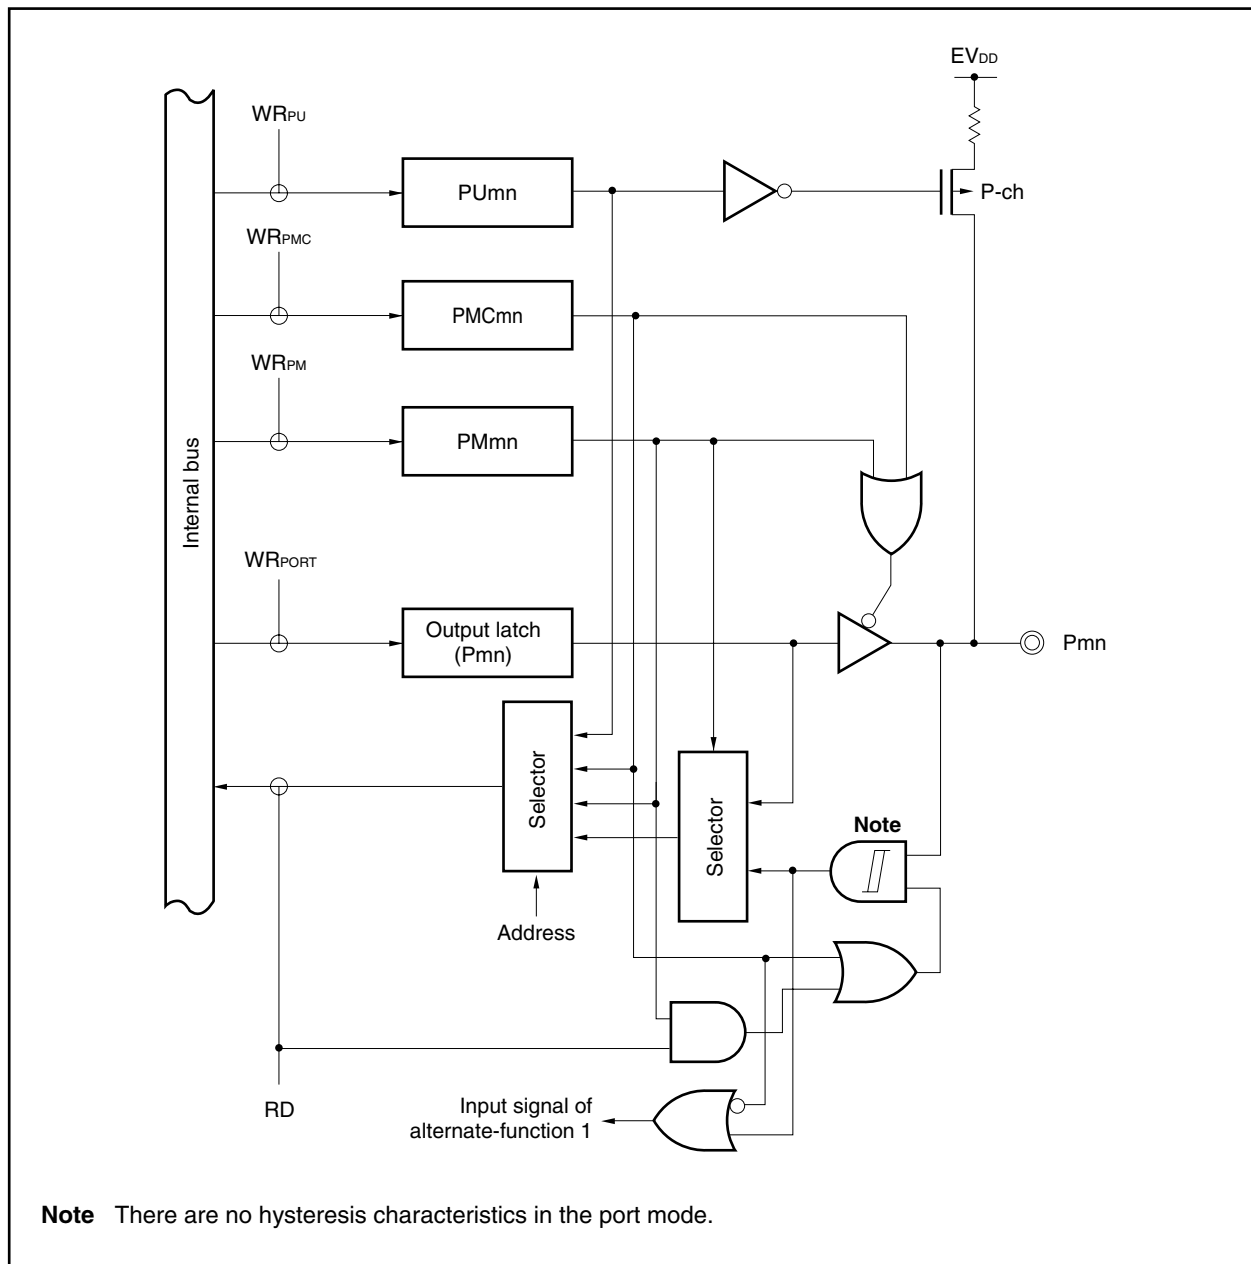 EVDD
WRPU
PUmn
P-ch
WRPMC
PMCmn
WRPM
PMmn
Internal bus
WRPORT
Output latch
(Pmn)
Pmn
Selector
Selector
Note
Address
RD
Input signal of
alternate-function 1
Note There are no hysteresis characteristics in the port mode.